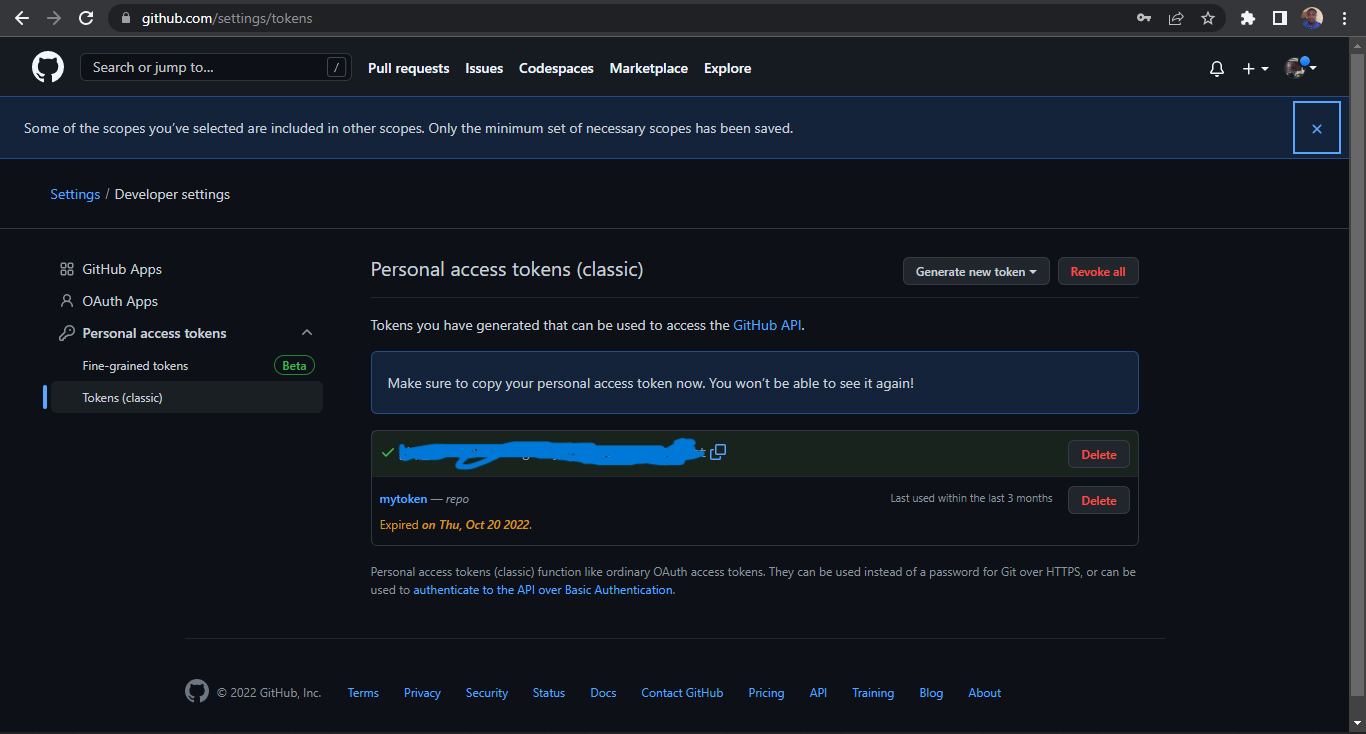 github.com/settings/tokens
Search or jump to...
/
Pull requests
Issues
Codespaces
Marketplace
Explore
Some of the scopes you've selected are included in other scopes. Only the minimum set of necessary scopes has been saved.
Settings / Developer settings
GitHub Apps
OAuth Apps
Personal access tokens
Fine-grained tokens
Beta
Tokens (classic)
Personal access tokens (classic)
Generate new token
Revoke all
Tokens you have generated that can be used to access the GitHub API.
Make sure to copy your personal access token now. You won't be able to see it again!
Delete
mytoken — repo
Last used within the last 3 months
Delete
Expired on Thu, Oct 20 2022.
Personal access tokens (classic) function like ordinary OAuth access tokens. They can be used instead of a password for Git over HTTPS, or can be
used to authenticate to the API over Basic Authentication.
© 2022 GitHub, Inc.
Terms
Privacy
Security
Status
Docs
Contact GitHub
Pricing
API
Training
Blog
About